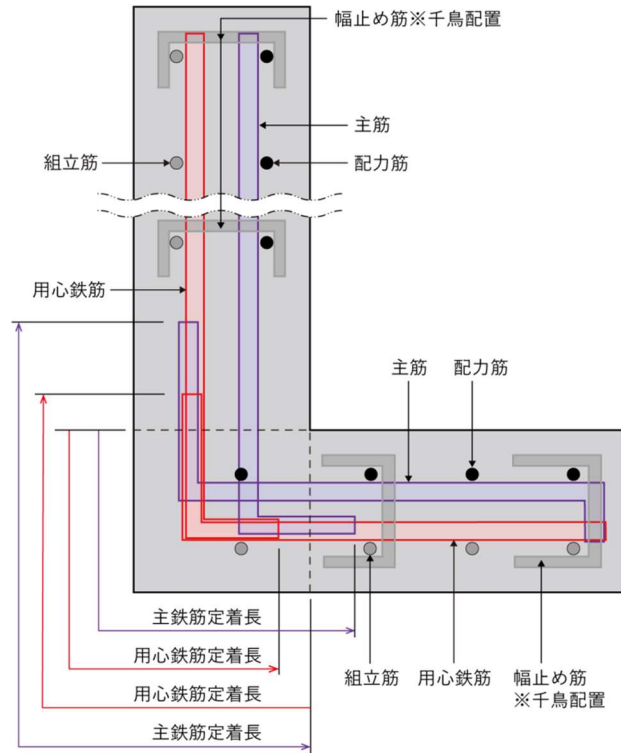 幅止め筋※千鳥配置
主筋
組立筋
配力筋
用心鉄筋
主筋
配力筋
主鉄筋定着長
用心鉄筋定着長
用心鉄筋定着長
主鉄筋定着長
組立筋
用心鉄筋
幅止め筋
※千鳥配置